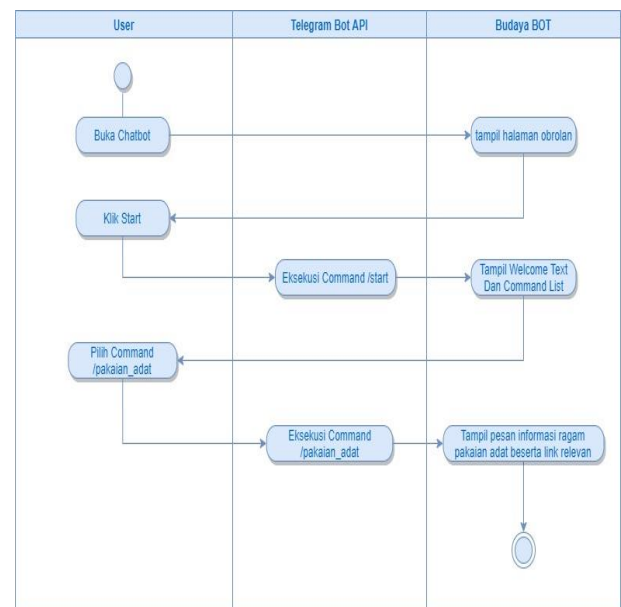 User
Telegram Bot API
Budaya BOT
Buka Chatbot
tampil halaman obrolan
Klik Start
Eksekusi Command /start
Tampil Welcome Text
Dan Command List
Pilih Command
/pakaian_adat
Eksekusi Command
/pakaian_adat
Tampil pesan informasi ragam
pakaian adat beserta link relevan